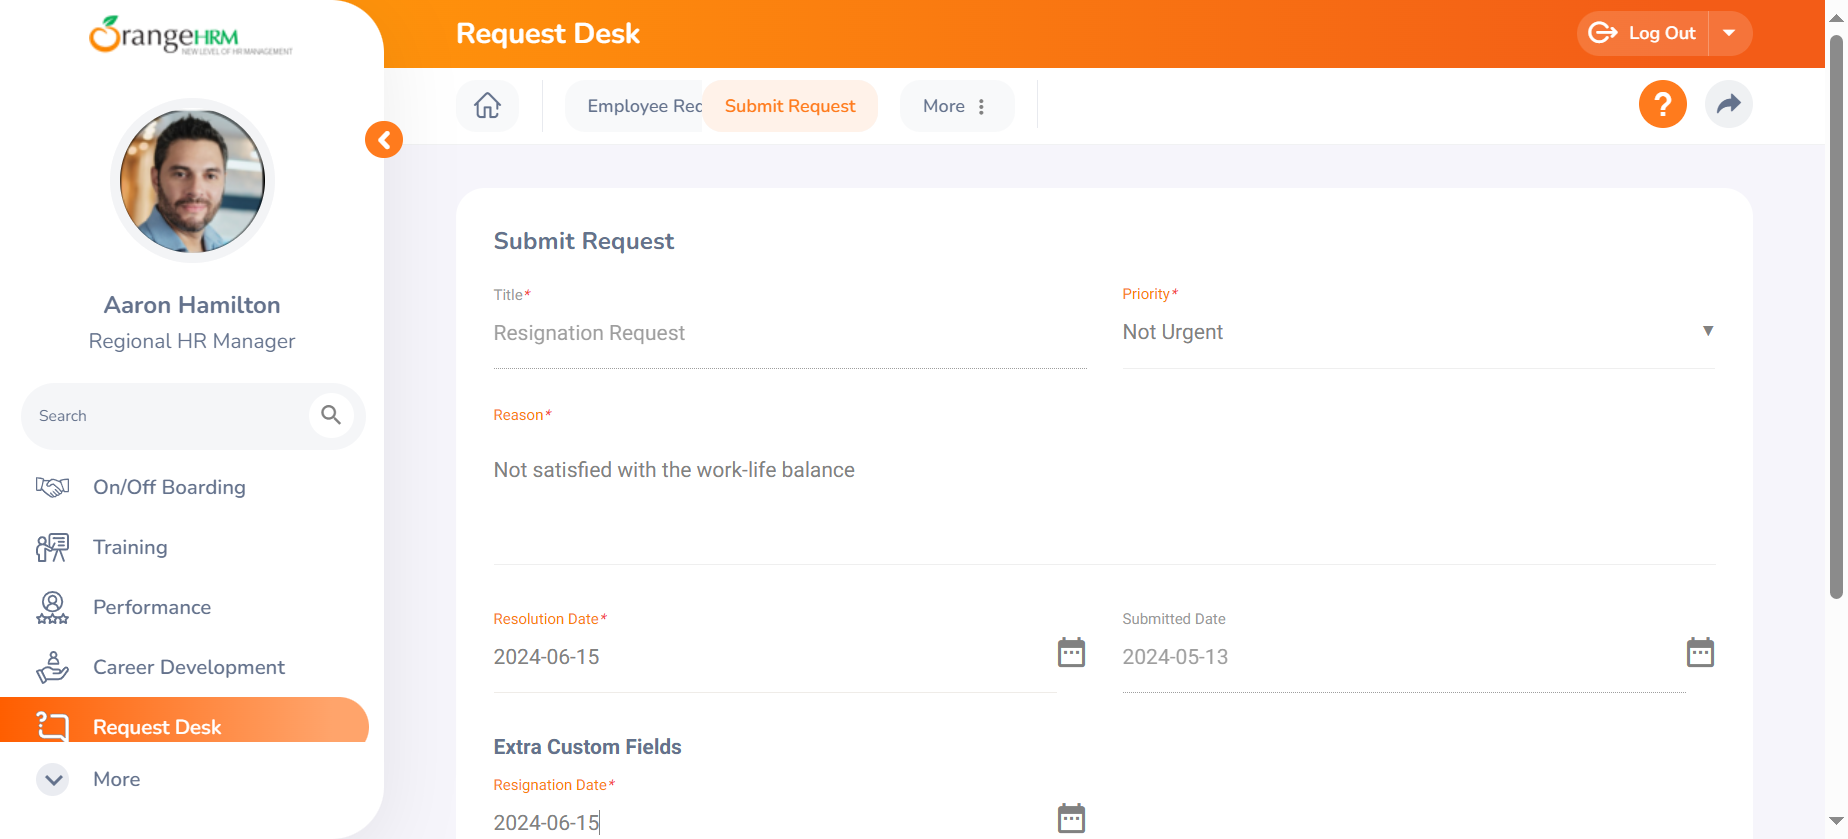 OrangeHRM
NEW LEVEL OF HR MANAGEMENT
Request Desk
Log Out
Employee Rec
Submit Request
More
?
Aaron Hamilton
Regional HR Manager
Search
On/Off Boarding
Training
Performance
Career Development
Request Desk
More
Submit Request
Title*
Resignation Request
Priority*
Not Urgent
Reason*
Not satisfied with the work-life balance
Resolution Date*
2024-06-15
Submitted Date
2024-05-13
Extra Custom Fields
Resignation Date*
2024-06-15